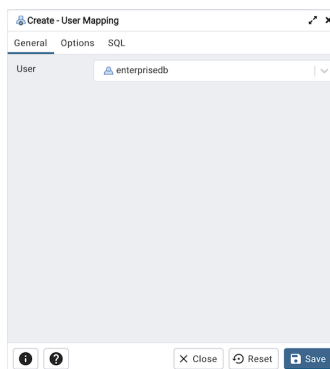 Create - User Mapping
General Options SQL
User enterprisedb
Close Reset Save